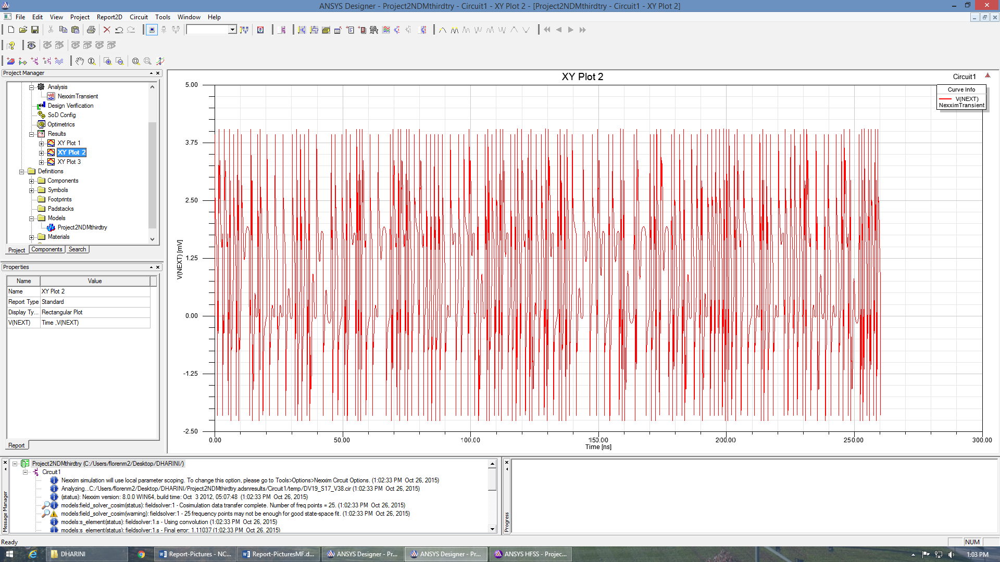 ANSYS Designer - Project2NDMthirdtry - Circuit1 - XY Plot 2 - [Project2NDMthirdtry - Circuit1 - XY Plot 2]
File Edit View Project Report2D Circuit Tools Window Help
Project Manager
Analysis
NexximTransient
Design Verification
SoD Config
Optimetrics
Results
XY Plot 1
XY Plot 2
XY Plot 3
Definitions
Components
Symbols
Footprints
Padstacks
Models
Project2NDMthirdtry
Materials
Project Components Search
Properties
Name Value
Name XY Plot 2
Report Type Standard
Display Ty... Rectangular Plot
V(NEXT) Time ,V(NEXT)
Report
XY Plot 2
Circuit1
Curve Info
V(NEXT)
NexximTransient
V(NEXT) [mV]
5.00
3.75
2.50
1.25
0.00
-1.25
-2.50
0.00 50.00 100.00 150.00 200.00 250.00 300.00
Time [ns]
Message Manager
Project2NDMthirdtry (C:/Users/florenm2/Desktop/DHARINI/)
Circuit1
Nexxim simulation will use local parameter scoping. To change this option, please go to Tools>Options>Nexxim Circuit Options. (1:02:33 PM Oct 26, 2015)
Analyzing...C:/Users/florenm2/Desktop/DHARINI/Project2NDMthirdtry.adsnresults/Circuit1/temp/DV19_S17_V38.cir (1:02:33 PM Oct 26, 2015)
(status): Nexxim version: 8.0.0 WIN64, build time: Oct 3 2012, 05:07:48 (1:02:33 PM Oct 26, 2015)
models:field_solver_cosim(status): fieldsolver:1 - Cosimulation data transfer complete. Number of freq points = 25. (1:02:33 PM Oct 26, 2015)
models:field_solver_cosim(warning): fieldsolver:1 - 25 frequency points may not be enough for good state-space fit. (1:02:33 PM Oct 26, 2015)
models:s_element(status): fieldsolver:1.s - Using convolution (1:02:33 PM Oct 26, 2015)
models:s_element(status): fieldsolver:1.s - Final error: 1.11037 (1:02:33 PM Oct 26, 2015)
Progress
Ready
NUM
DHARINI
Report-Pictures - NC...
Report-PicturesMF.d...
ANSYS Designer - Pr...
ANSYS Designer - Pr...
ANSYS HFSS - Projec...
1:03 PM